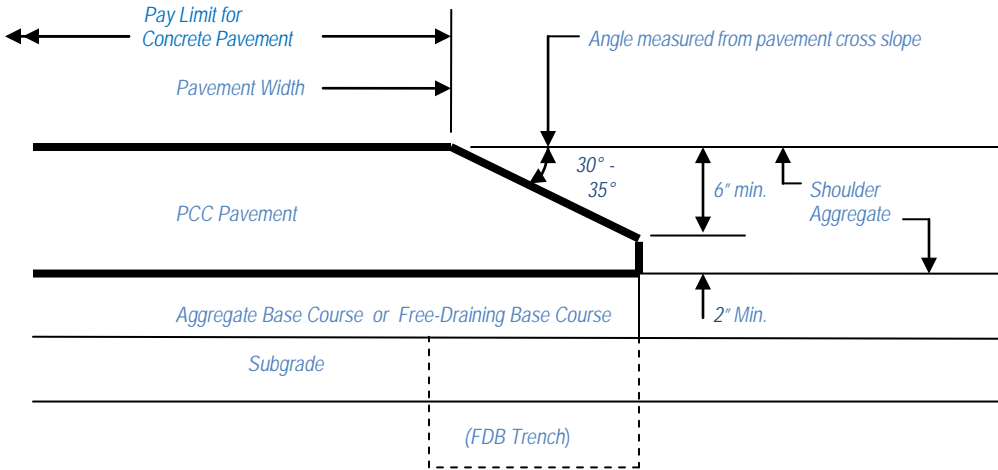 Pay Limit for
Concrete Pavement
Angle measured from pavement cross slope
Pavement Width
30° -
35°
6" min.
Shoulder
Aggregate
PCC Pavement
Aggregate Base Course or Free-Draining Base Course
2" Min.
Subgrade
(FDB Trench)